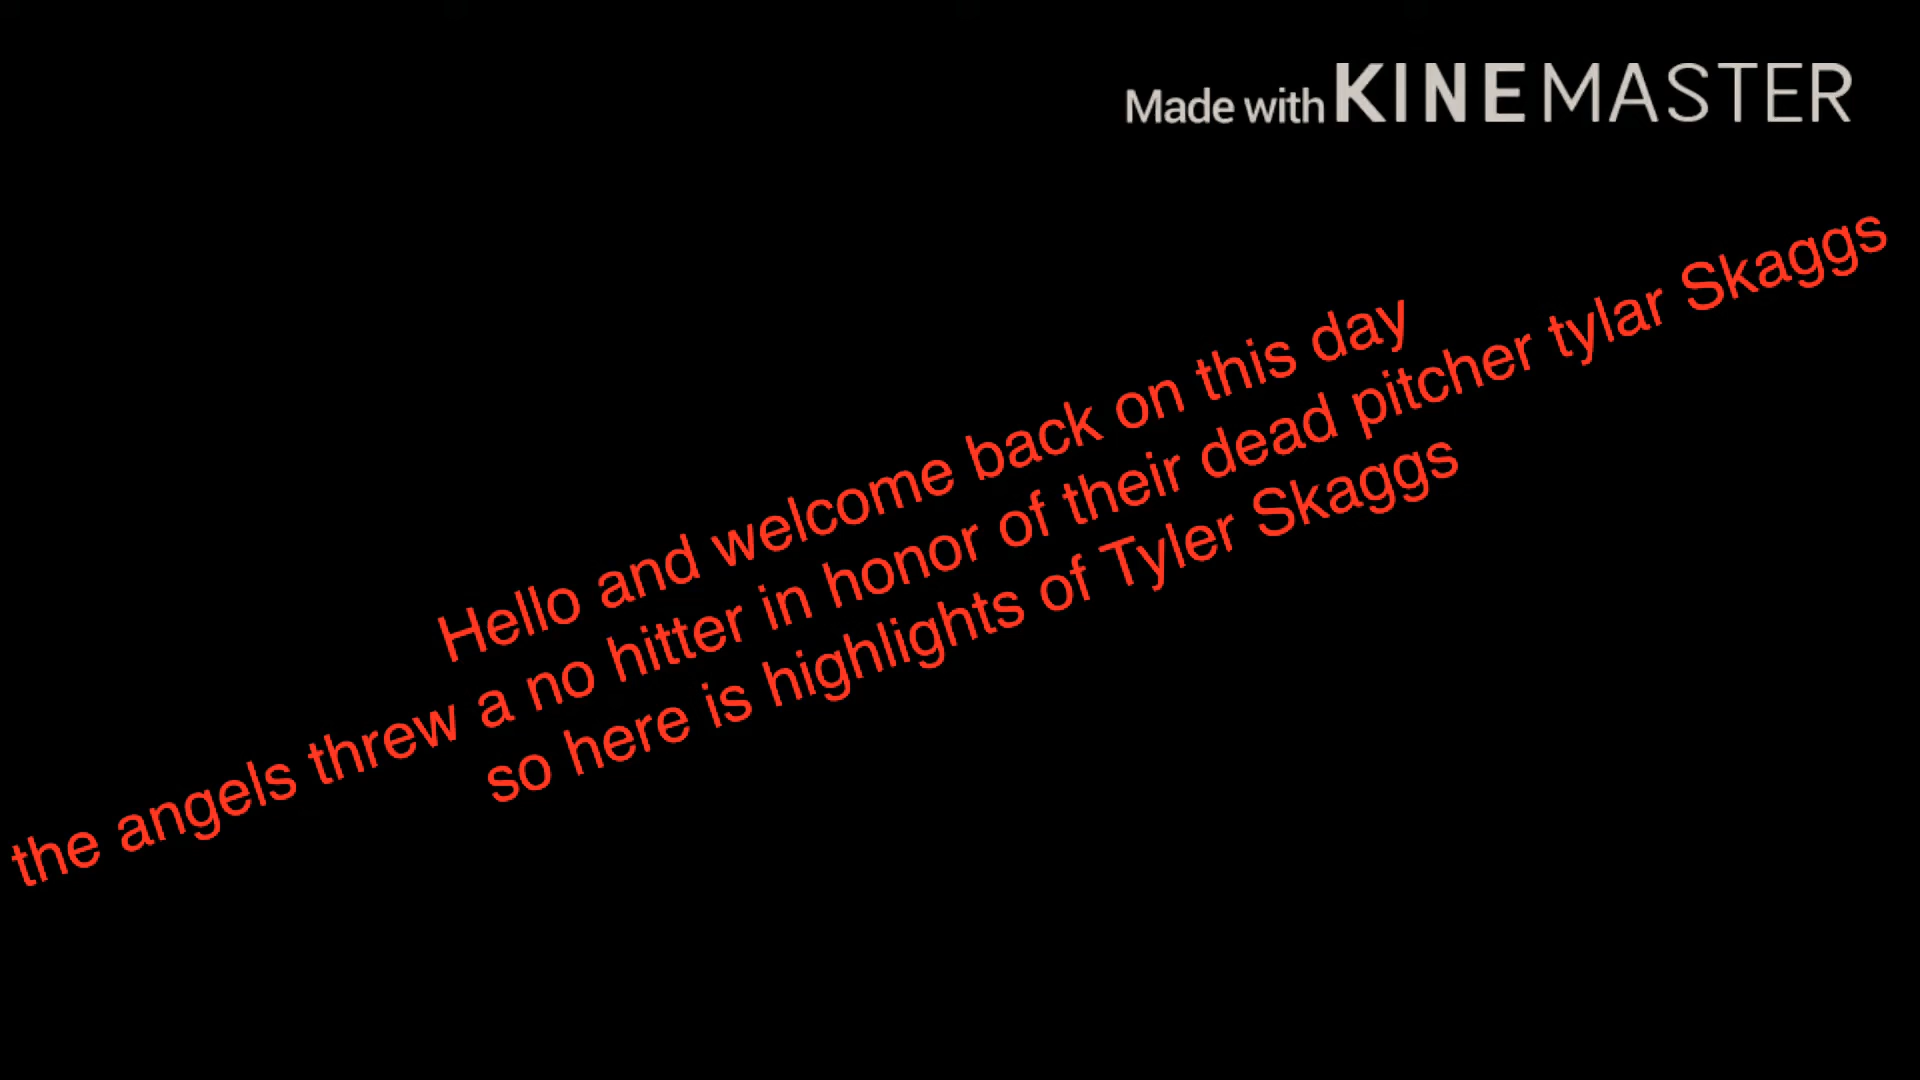 Made with KINEMASTER
Hello and welcome back on this day
the angels threw a no hitter in honor of their dead pitcher tylar Skaggs
so here is highlights of Tyler Skaggs